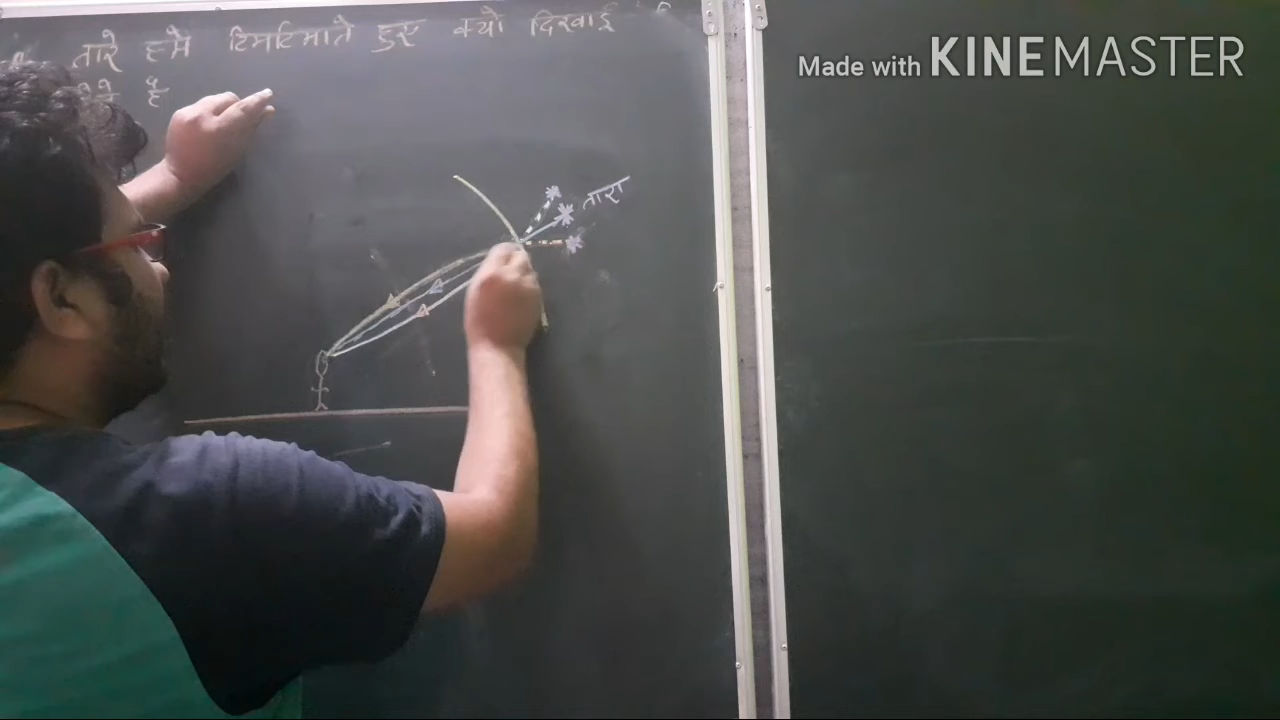 तारे हमे टिमटिमाते हुए क्यो दिखाई
है
तारा
Made with KINEMASTER